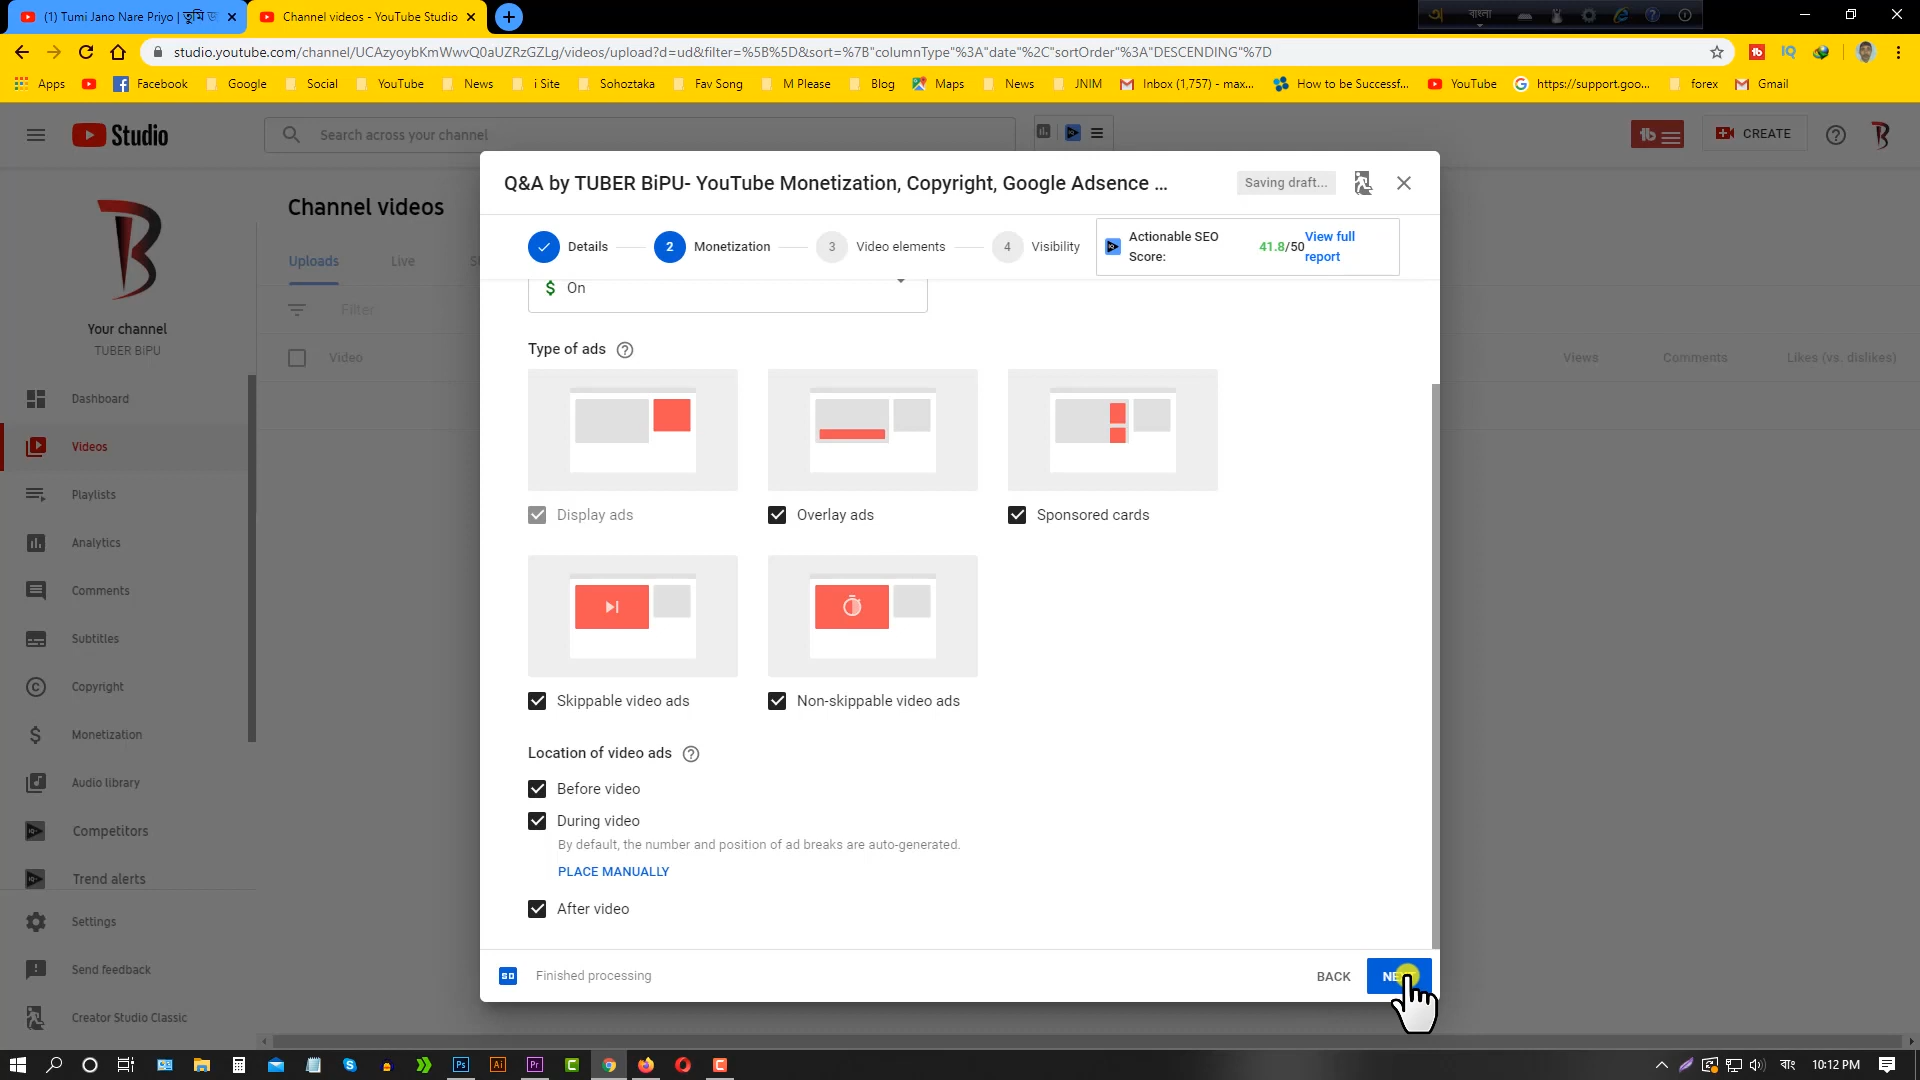 (1) Tumi Jano Nare Priyo | তুমি
Channel videos - YouTube Studio
বাংলা
studio.youtube.com/channel/UCAzyoybKmWwvQ0aUZRzGZLg/videos/upload?d=ud&filter=%5B%5D&sort=%7B"columnType"%3A"date"%2C"sortOrder"%3A"DESCENDING"%7D
Apps Facebook Google Social YouTube News i Site Sohoztaka Fav Song M Please Blog Maps News JNIM Inbox (1,757) - max... How to be Successf... YouTube https://support.goo... forex Gmail
Studio
Search across your channel
CREATE
Q&A by TUBER BiPU- YouTube Monetization, Copyright, Google Adsence ...
Saving draft...
Details
2 Monetization
3 Video elements
4 Visibility
Actionable SEO Score:
41.8/50
View full report
Your channel
TUBER BiPU
Dashboard
Videos
Playlists
Analytics
Comments
Subtitles
Copyright
Monetization
Audio library
Competitors
Trend alerts
Settings
Send feedback
Creator Studio Classic
Channel videos
Uploads
Live
Filter
Video
Views
Comments
Likes (vs. dislikes)
$ On
Type of ads
Display ads
Overlay ads
Sponsored cards
Skippable video ads
Non-skippable video ads
Location of video ads
Before video
During video
By default, the number and position of ad breaks are auto-generated.
PLACE MANUALLY
After video
SD
Finished processing
BACK
NEXT
বাং
10:12 PM